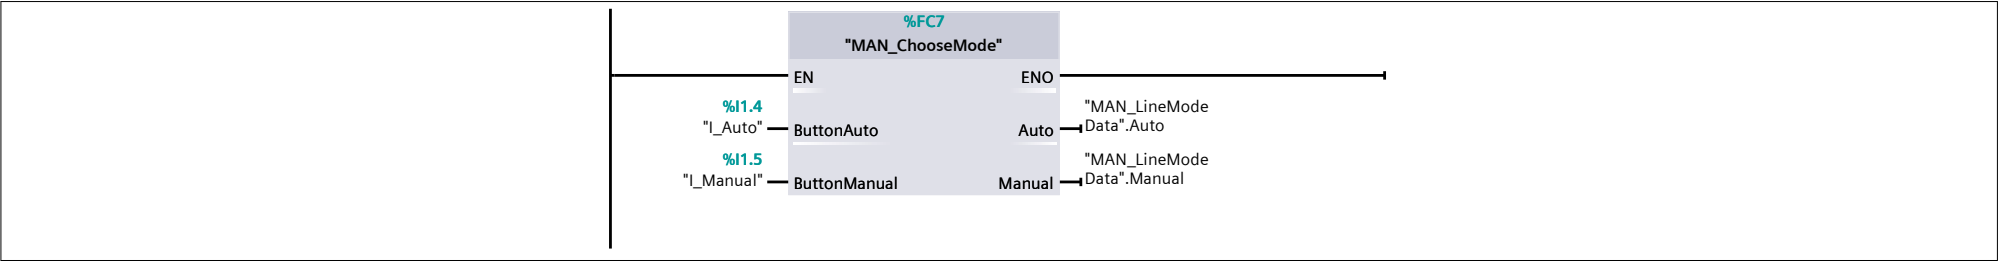 %FC7
"MAN_ChooseMode"
EN ENO
%I1.4
"I_Auto" ButtonAuto Auto "MAN_LineMode
Data".Auto
%I1.5
"I_Manual" ButtonManual Manual "MAN_LineMode
Data".Manual